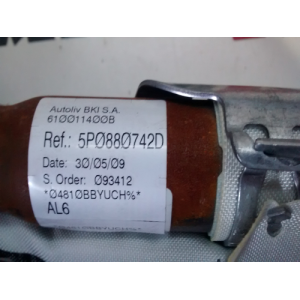 Autoliv BKI S.A.
610011400B
Ref.: 5P0880742D
Date: 30/05/09
S. Order: 093412
*04810BBYUCH%*
AL6